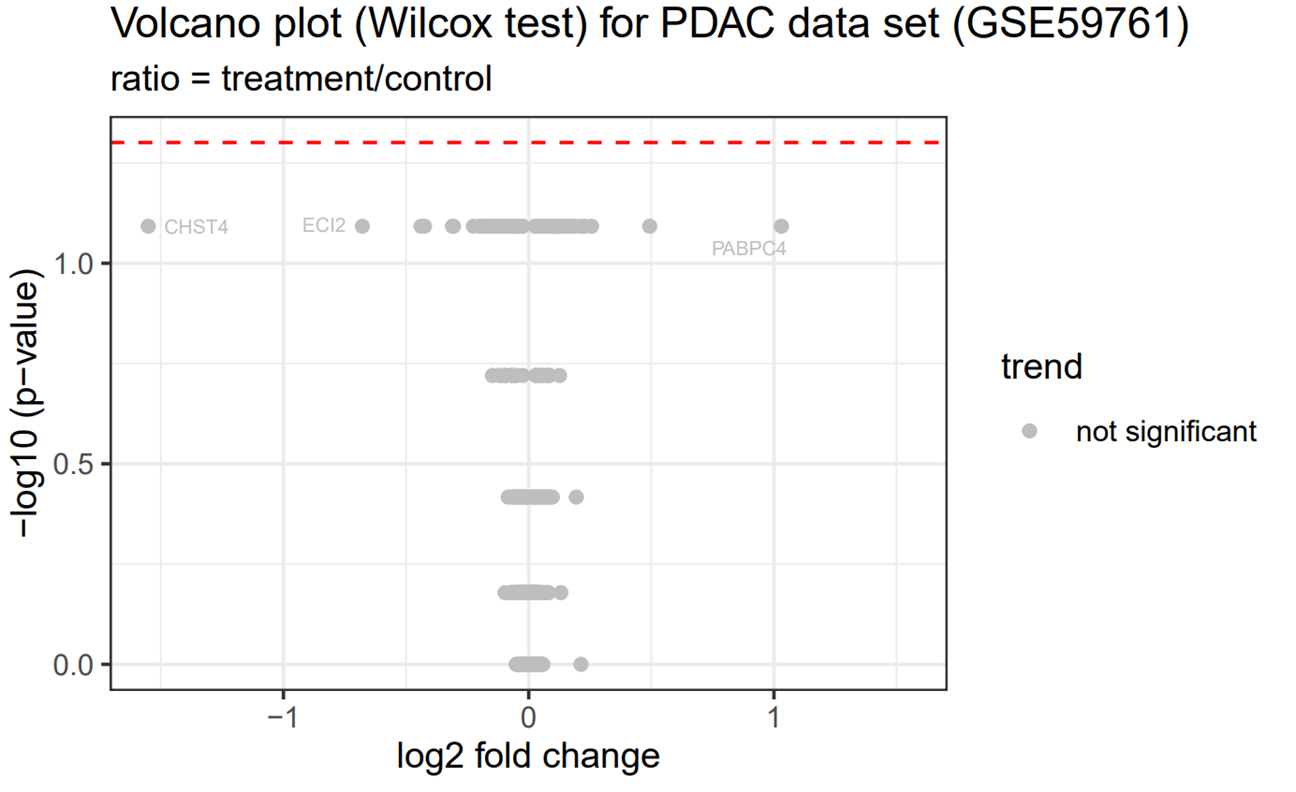 Volcano plot (Wilcox test) for PDAC data set (GSE59761)
ratio = treatment/control
CHST4
ECI2
PABPC4
1.0
0.5
0.0
−log10 (p−value)
−1
0
1
log2 fold change
trend
not significant